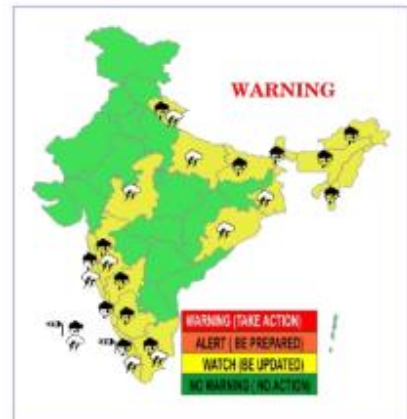 WARNING
WARNING (TAKE ACTION)
ALERT ( BE PREPARED)
WATCH (BE UPDATED)
NO WARNING ( NO ACTION)